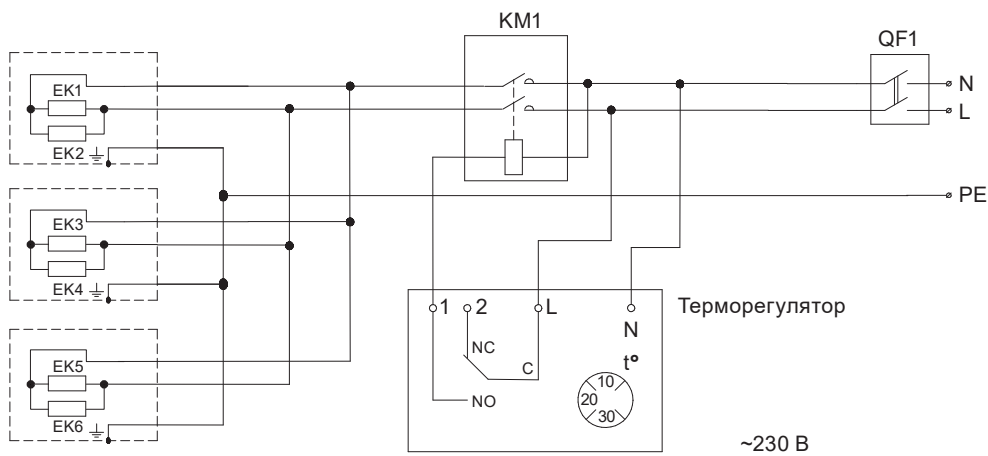 KM1
QF1
EK1
EK2
N
L
PE
EK3
EK4
1
2
L
N
Терморегулятор
NC
C
NO
t°
10
20
30
EK5
EK6
~230 В